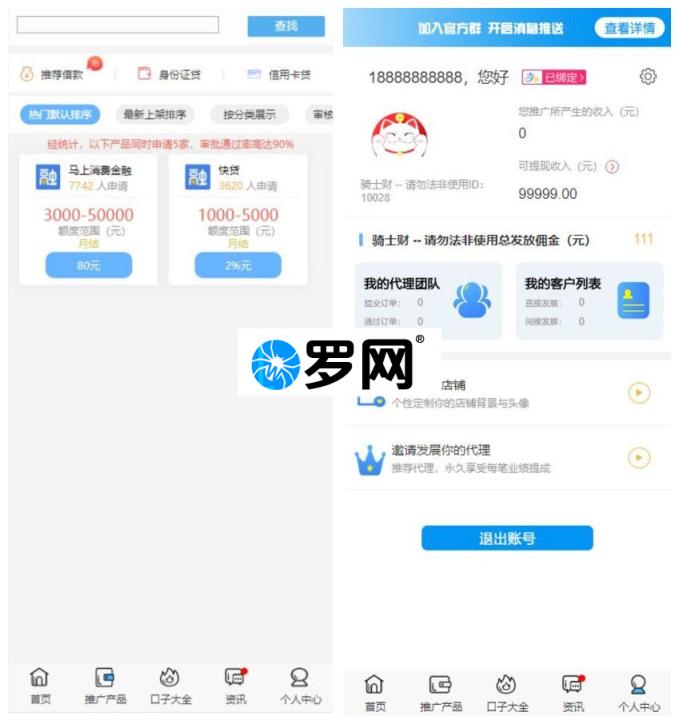 查找
推荐借款
身份证贷
信用卡贷
热门默认排序
最新上架排序
按分类展示
审核
经统计，以下产品同时申请5家，审批通过率高达90%
马上消费金融
7742 人申请
3000-50000
额度范围（元）
月结
80元
快贷
3620 人申请
1000-5000
额度范围（元）
月结
2%元
首页
推广产品
口子大全
资讯
个人中心
加入官方群 开启消息推送
查看详情
18888888888，您好
已绑定
您推广所产生的收入（元）
0
可提现收入（元）
99999.00
骑士财 -- 请勿法非使用ID:
10028
骑士财 -- 请勿法非使用总发放佣金（元）
111
我的代理团队
提交订单： 0
通过订单： 0
我的客户列表
直接发展： 0
间接发展： 0
罗网®
店铺
个性定制你的店铺背景与头像
邀请发展你的代理
推荐代理，永久享受每笔业绩提成
退出账号
首页
推广产品
口子大全
资讯
个人中心